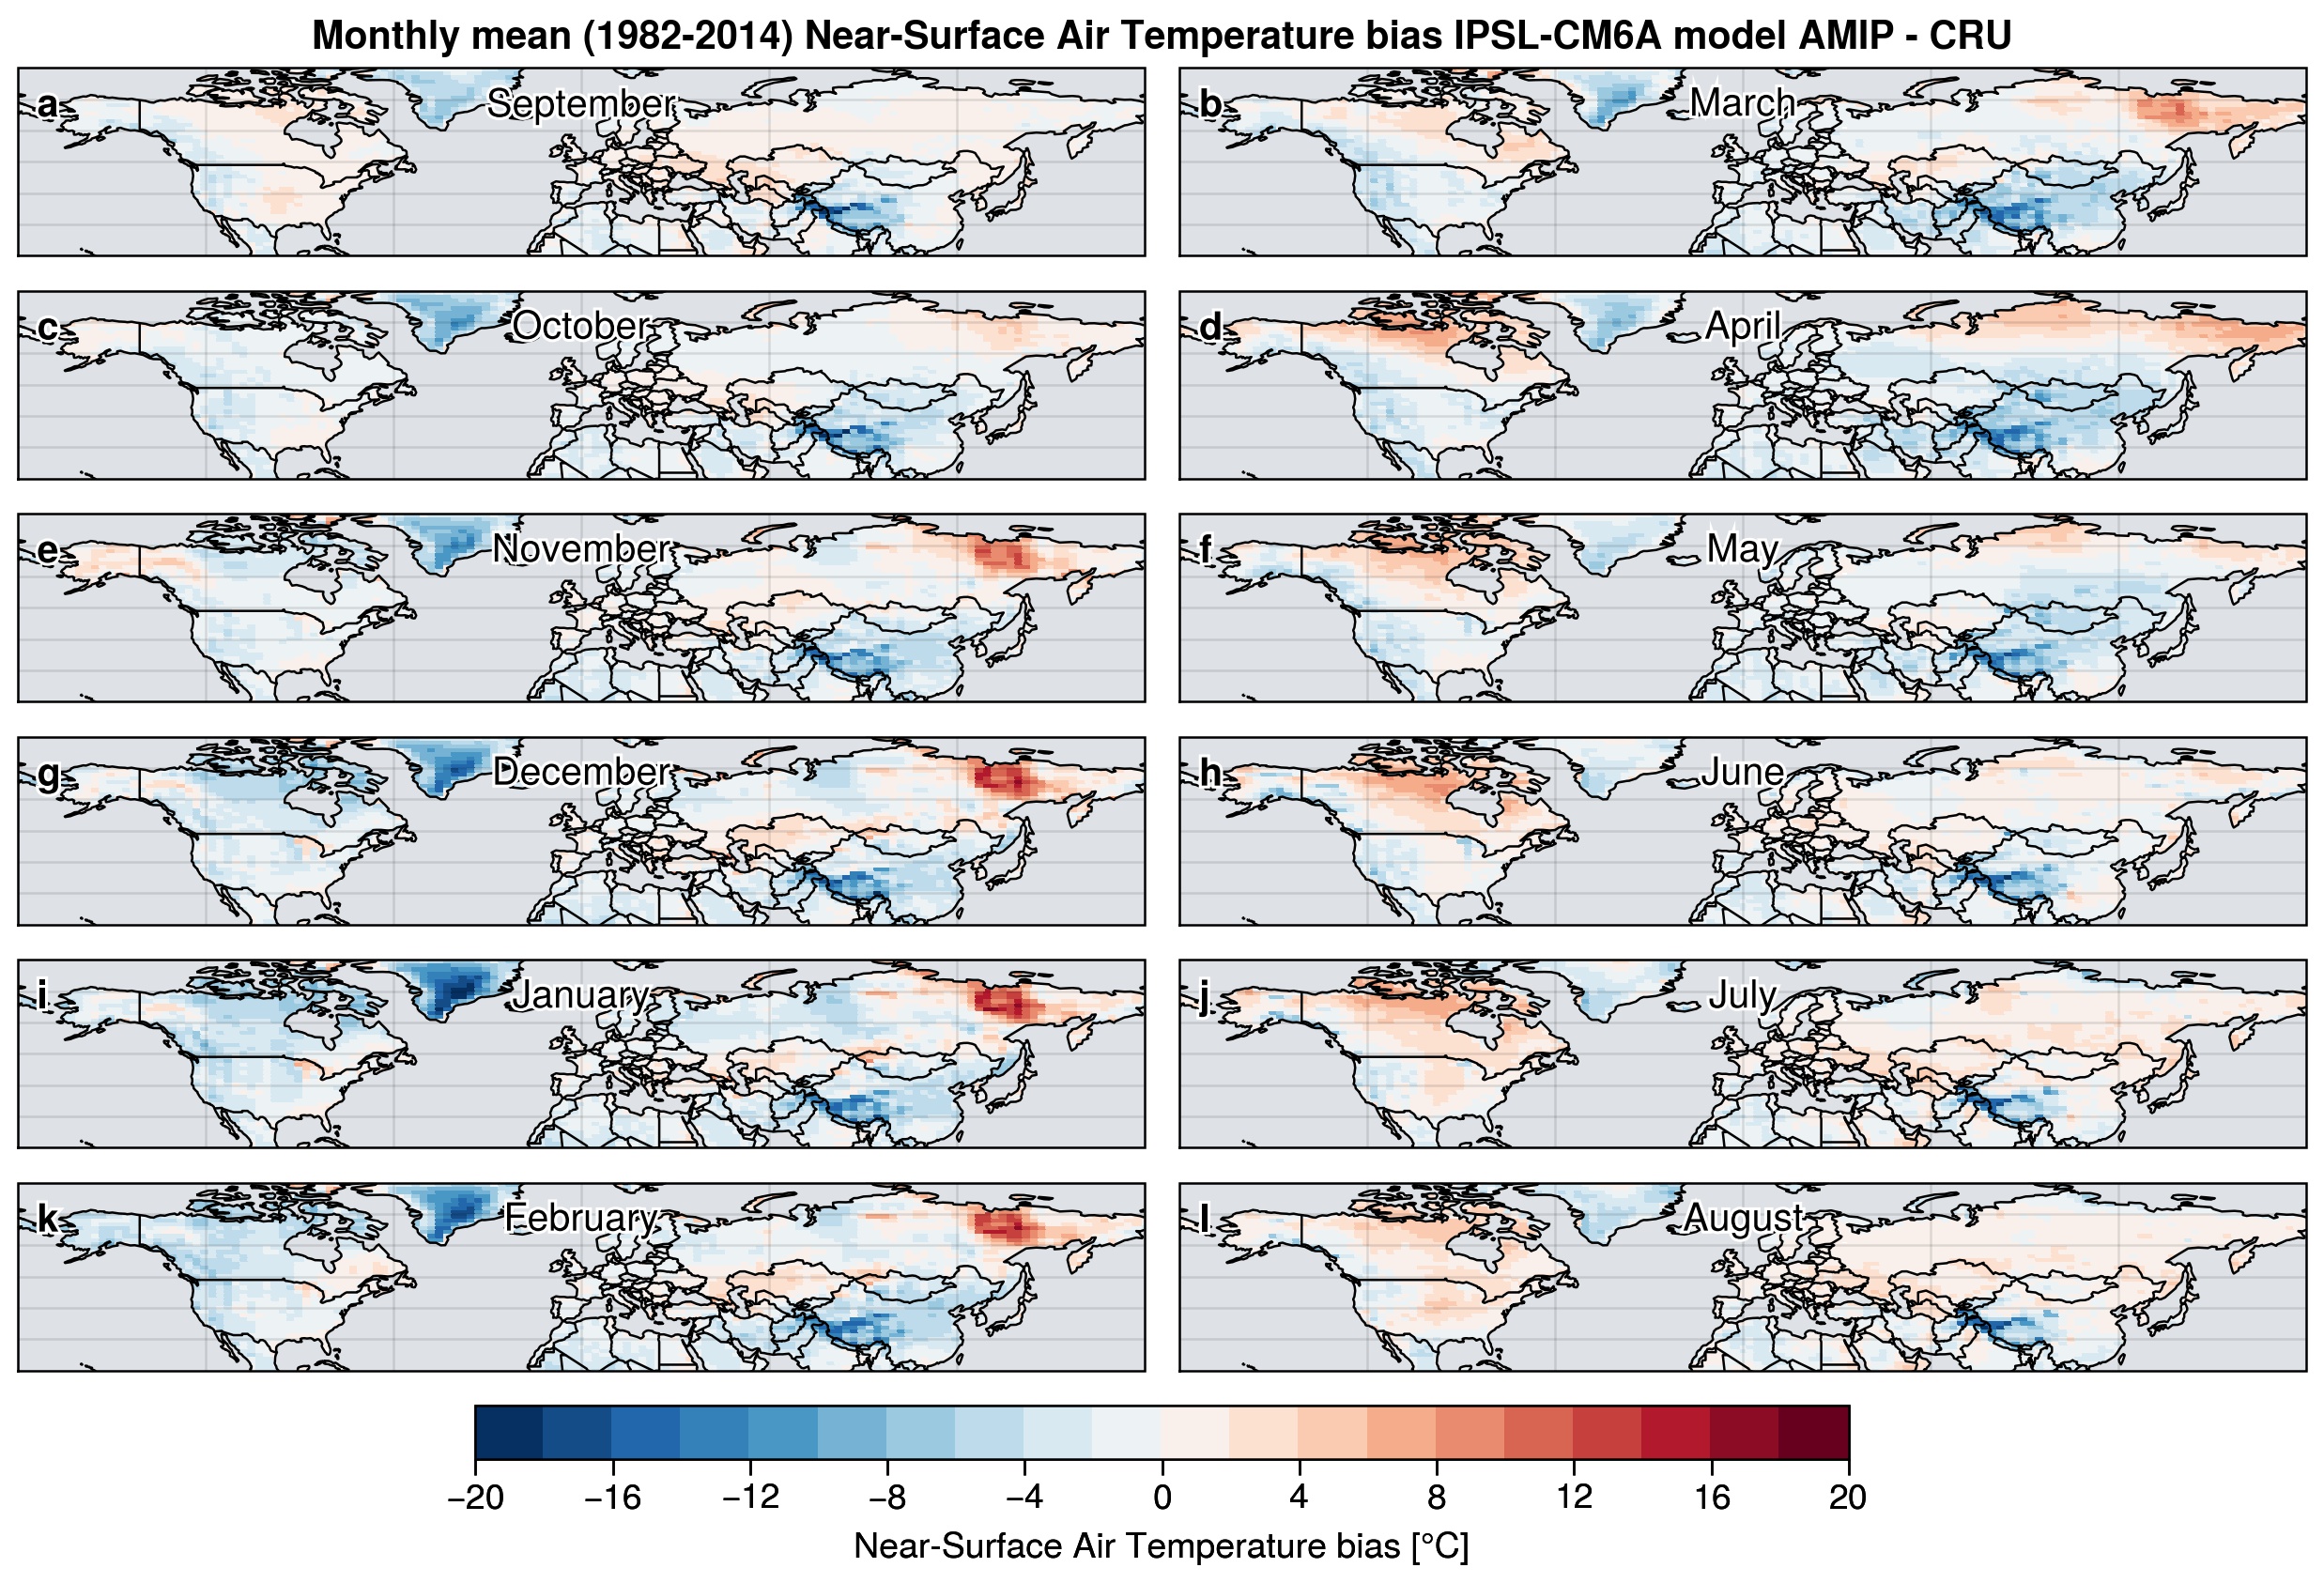 Monthly mean (1982-2014) Near-Surface Air Temperature bias IPSL-CM6A model AMIP - CRU
a September
b March
c October
d April
e November
f May
g December
h June
i January
j July
k February
l August
−20 −16 −12 −8 −4 0 4 8 12 16 20
Near-Surface Air Temperature bias [°C]